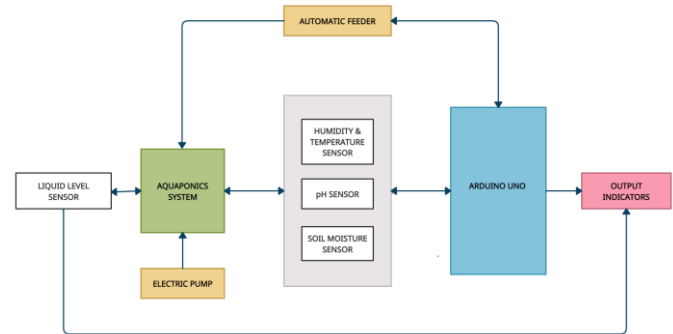 AUTOMATIC FEEDER
HUMIDITY &
TEMPERATURE
SENSOR
LIQUID LEVEL
SENSOR
AQUAPONICS
SYSTEM
pH SENSOR
ARDUINO UNO
OUTPUT
INDICATORS
SOIL MOISTURE
SENSOR
ELECTRIC PUMP